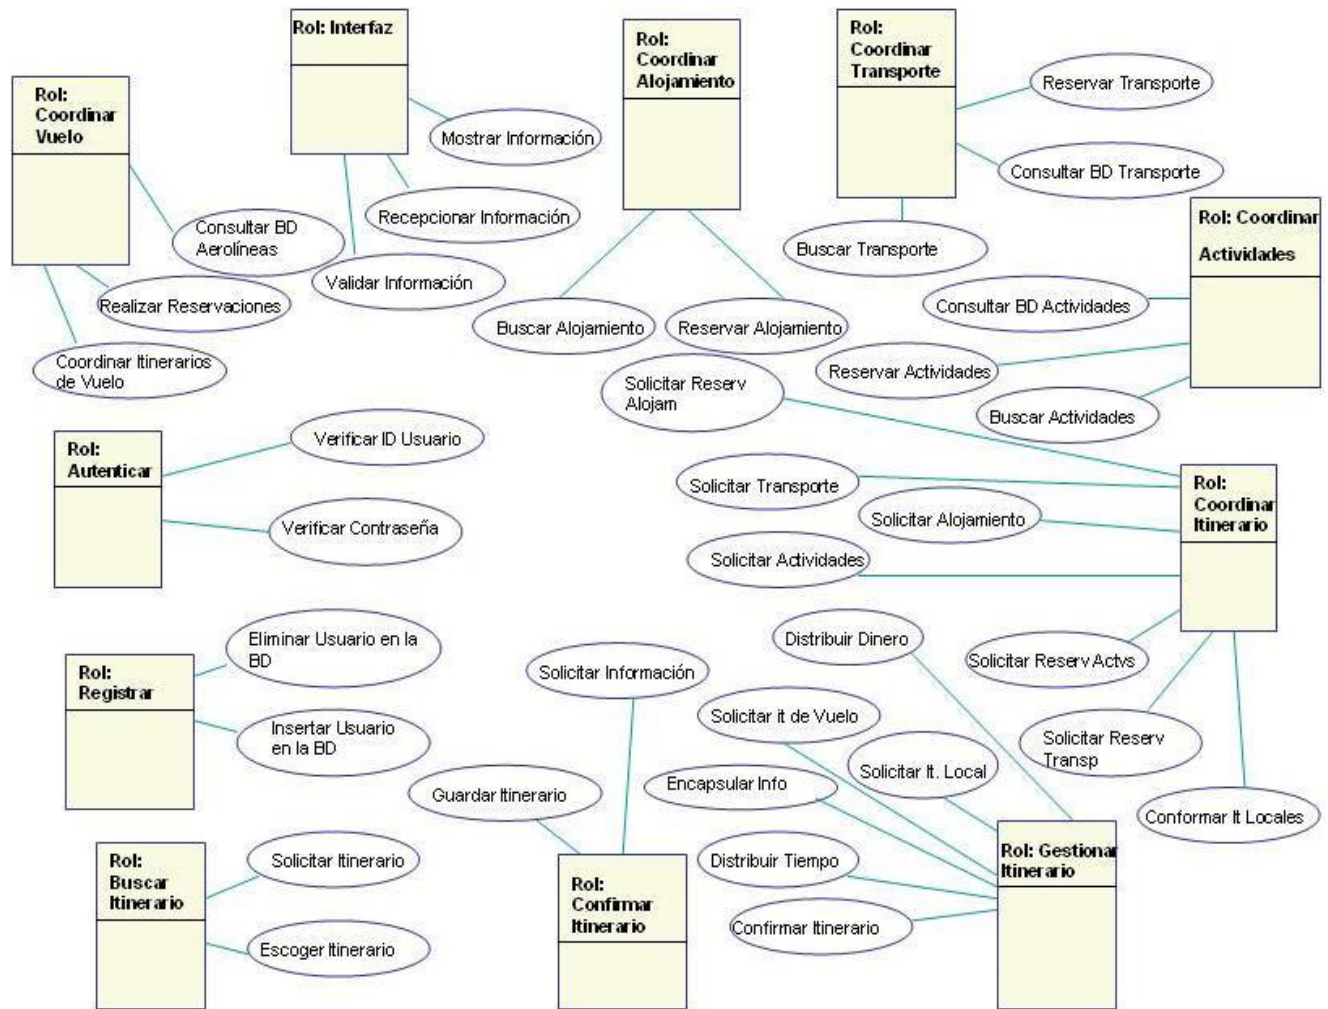 Rol: Interfaz
Rol:
Coordinar
Alojamiento
Rol:
Coordinar
Transporte
Reservar Transporte
Rol:
Coordinar
Vuelo
Mostrar Información
Consultar BD Transporte
Recepcionar Información
Rol: Coordinar
Actividades
Consultar BD
Aerolíneas
Buscar Transporte
Validar Información
Realizar Reservaciones
Consultar BD Actividades
Buscar Alojamiento
Reservar Alojamiento
Coordinar Itinerarios
de Vuelo
Reservar Actividades
Solicitar Reserv
Alojam
Buscar Actividades
Verificar ID Usuario
Rol:
Autenticar
Solicitar Transporte
Rol:
Coordinar
Itinerario
Solicitar Alojamiento
Verificar Contraseña
Solicitar Actividades
Eliminar Usuario en la
BD
Distribuir Dinero
Solicitar Reserv Actvs
Rol:
Registrar
Solicitar Información
Insertar Usuario
en la BD
Solicitar it de Vuelo
Solicitar Reserv
Transp
Solicitar It. Local
Guardar Itinerario
Encapsular Info
Conformar It Locales
Rol:
Buscar
Itinerario
Solicitar Itinerario
Distribuir Tiempo
Rol: Gestionar
Itinerario
Rol:
Confirmar
Itinerario
Confirmar Itinerario
Escoger Itinerario